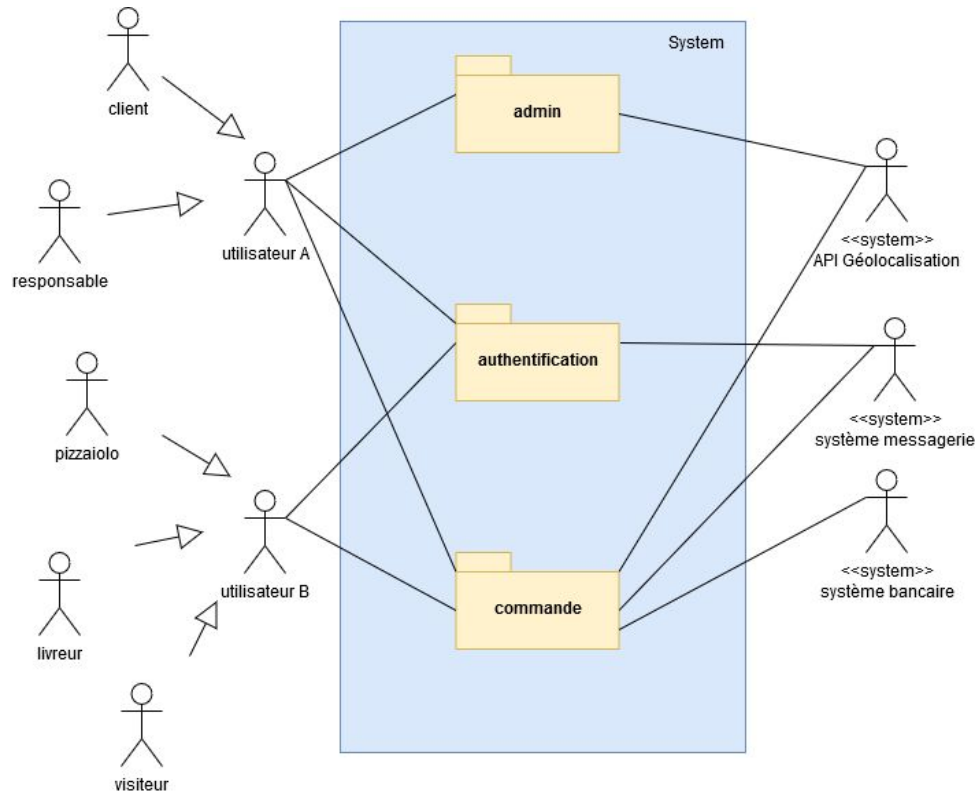 System
client
admin
utilisateur A
responsable
<<system>>
API Géolocalisation
authentification
pizzaiolo
<<system>>
système messagerie
utilisateur B
livreur
commande
<<system>>
système bancaire
visiteur